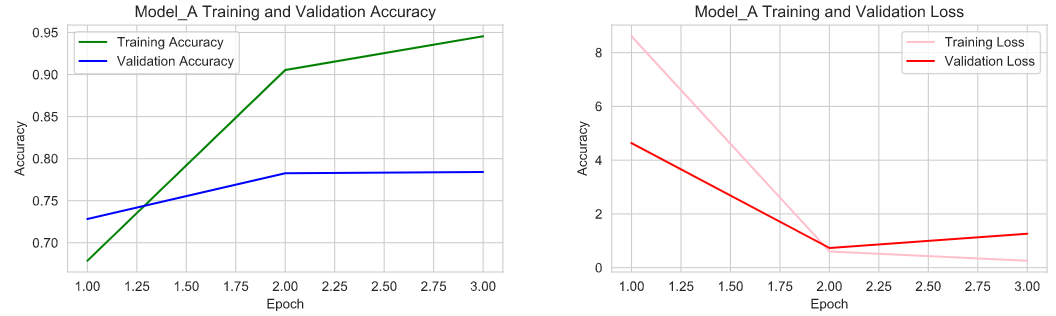 Model_A Training and Validation Accuracy
Training Accuracy
Validation Accuracy
0.95
0.90
0.85
0.80
0.75
0.70
Accuracy
1.00 1.25 1.50 1.75 2.00 2.25 2.50 2.75 3.00
Epoch
Model_A Training and Validation Loss
Training Loss
Validation Loss
8
6
4
2
0
Accuracy
1.00 1.25 1.50 1.75 2.00 2.25 2.50 2.75 3.00
Epoch